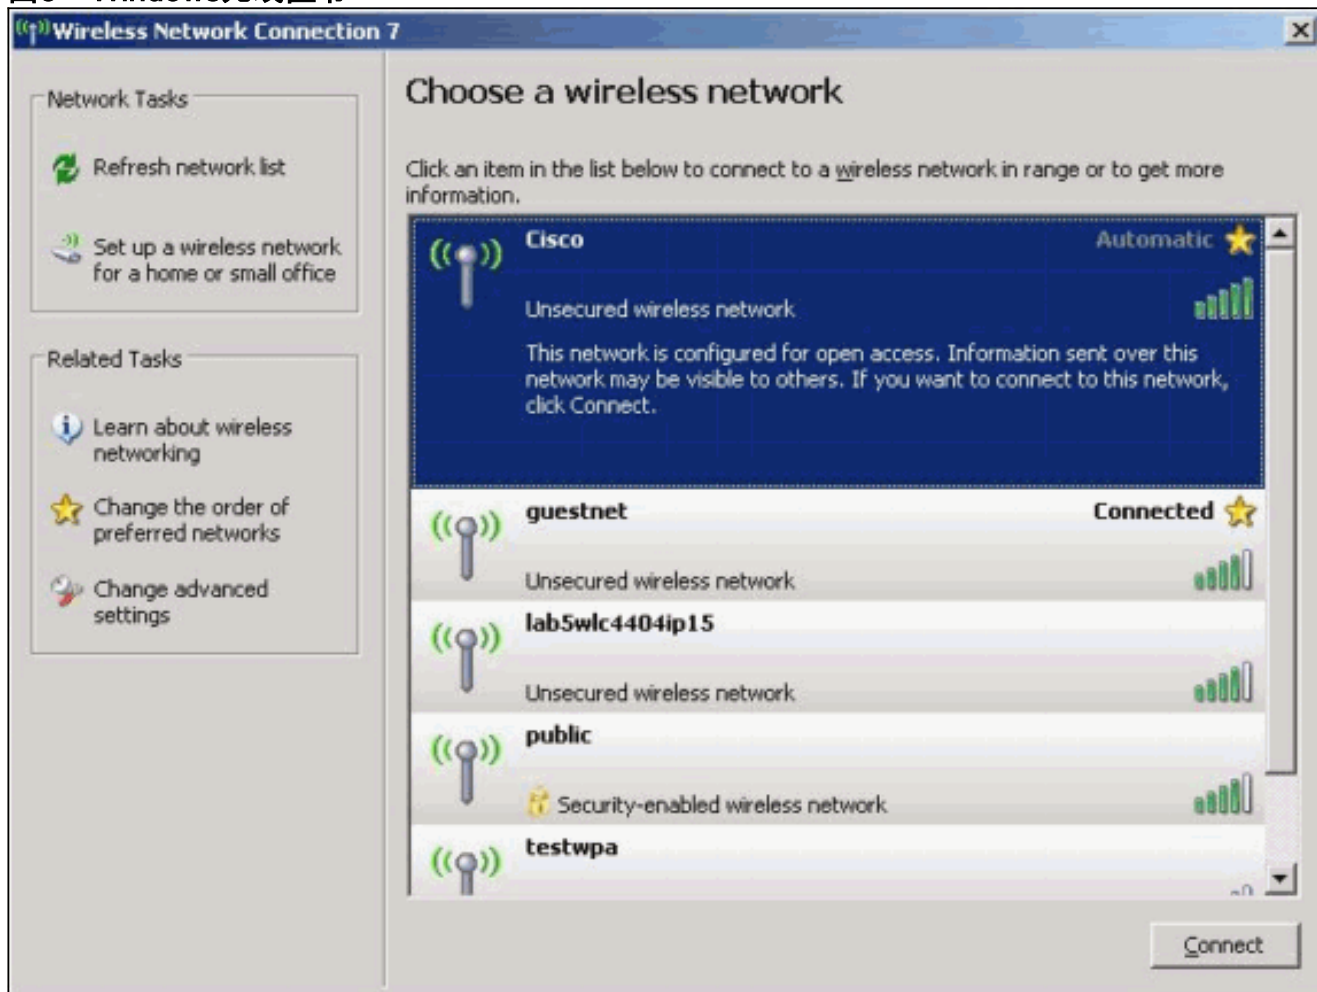 Wireless Network Connection 7
Network Tasks
Refresh network list
Set up a wireless network
for a home or small office
Related Tasks
Learn about wireless
networking
Change the order of
preferred networks
Change advanced
settings
Choose a wireless network
Click an item in the list below to connect to a wireless network in range or to get more
information.
Cisco
Automatic
Unsecured wireless network
This network is configured for open access. Information sent over this
network may be visible to others. If you want to connect to this network,
click Connect.
guestnet
Connected
Unsecured wireless network
lab5wlc4404ip15
Unsecured wireless network
public
Security-enabled wireless network
testwpa
Connect